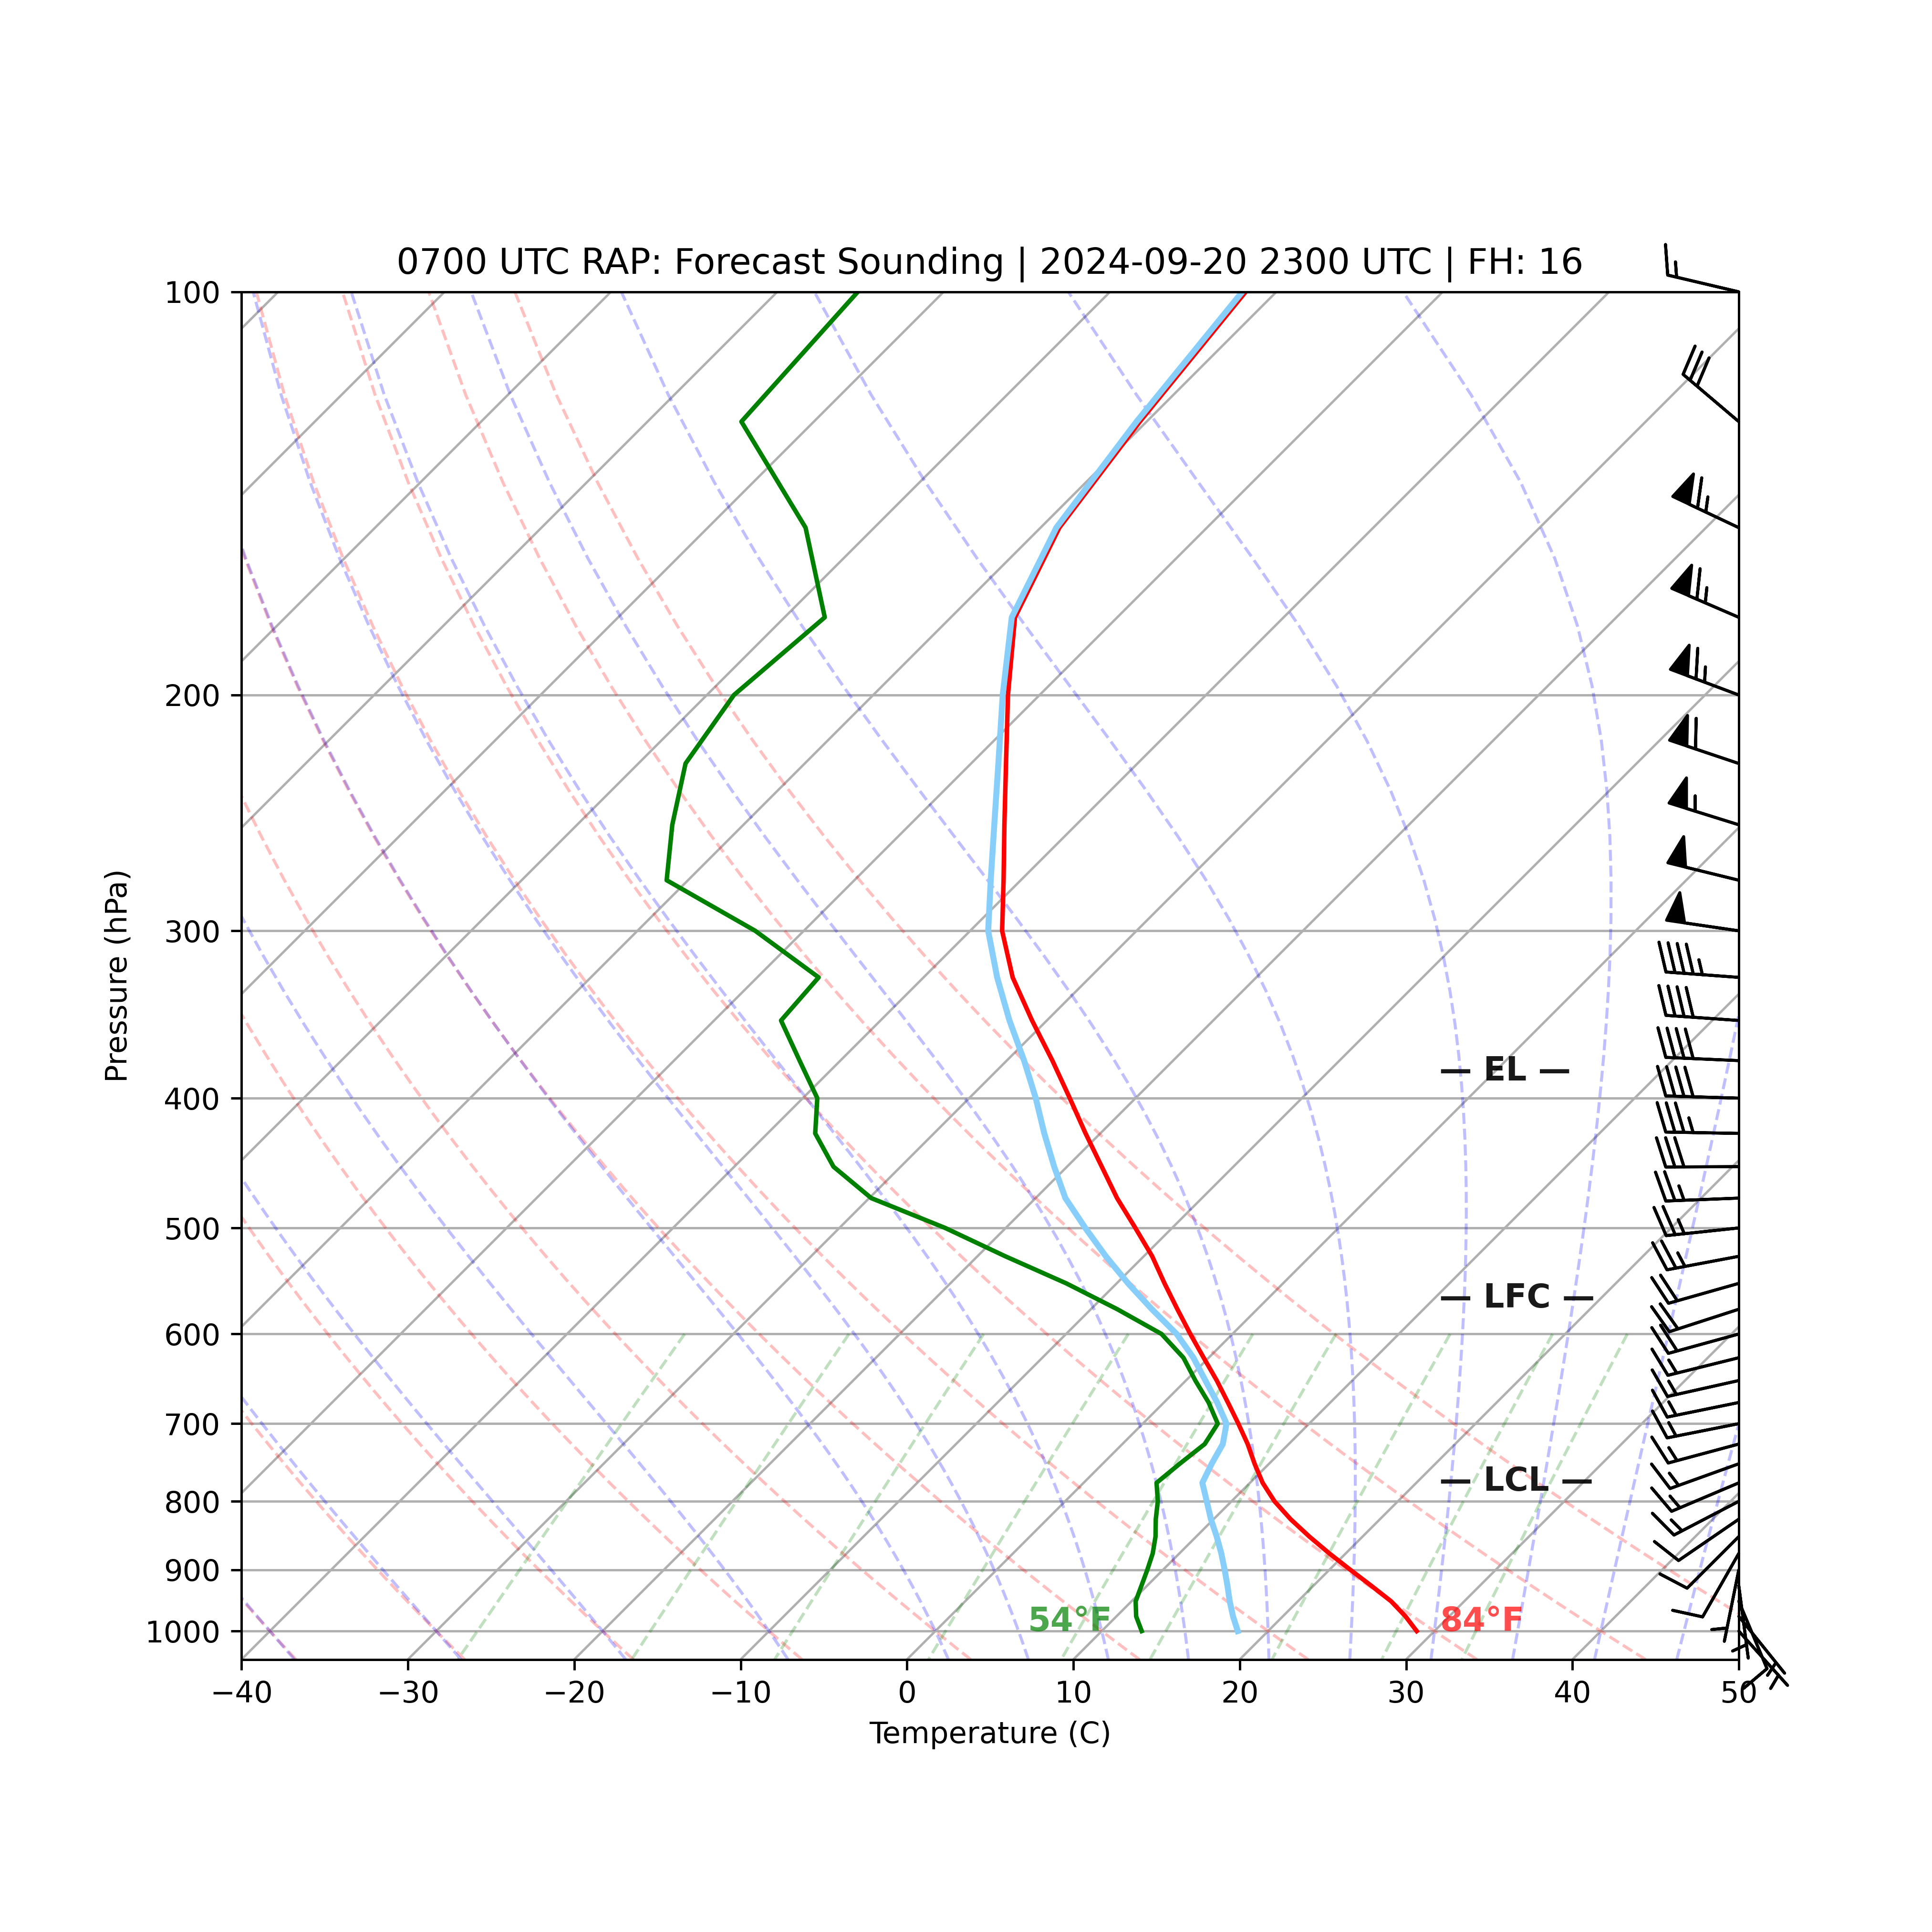 0700 UTC RAP: Forecast Sounding | 2024-09-20 2300 UTC | FH: 16
100
200
300
— EL —
400
500
— LFC —
600
700
— LCL —
800
900
54°F 84°F
1000
−40 −30 −20 −10 0 10 20 30 40 50
Temperature (C)
Pressure (hPa)